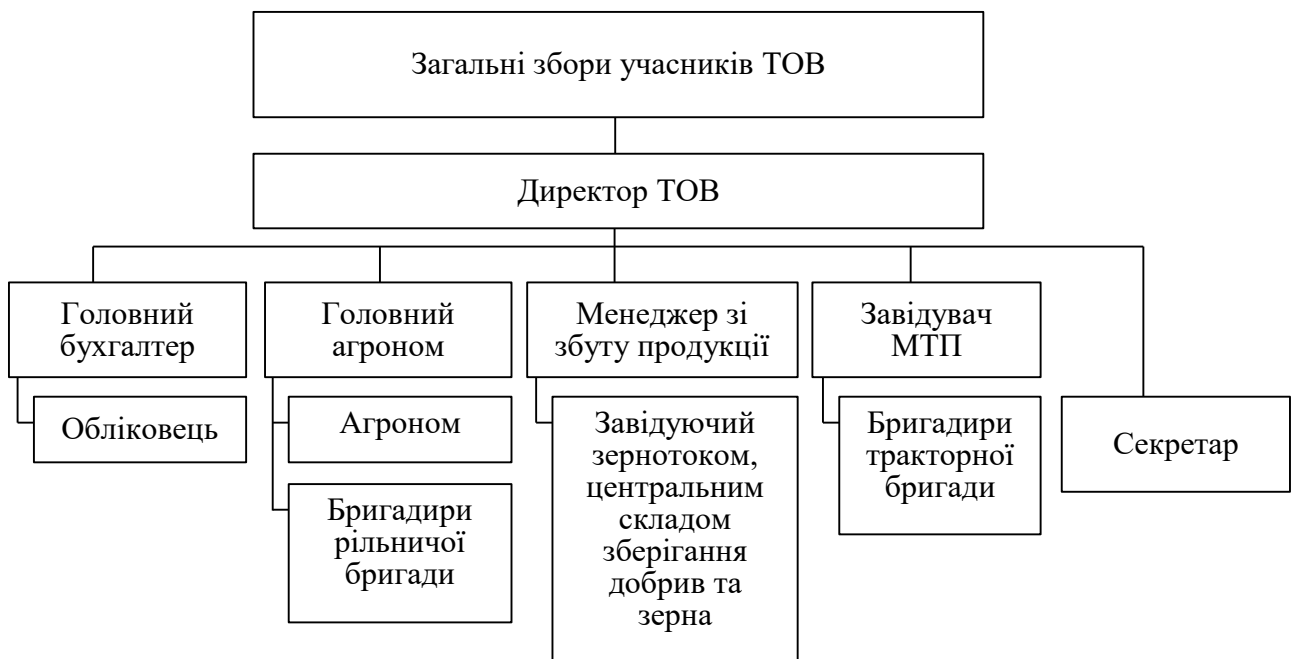 Загальні збори учасників ТОВ
Директор ТОВ
Головний
бухгалтер
Головний
агроном
Менеджер зі
збуту продукції
Завідувач
МТП
Обліковець
Агроном
Бригадири
рільничої
бригади
Завідуючий
зернотоком,
центральним
складом
зберігання
добрив та
зерна
Бригадири
тракторної
бригади
Секретар